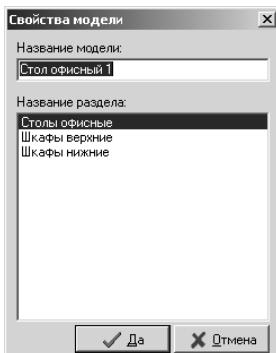 Свойства модели
Название модели:
Стол офисный 1
Название раздела:
Столы офисные
Шкафы верхние
Шкафы нижние
Да
Отмена